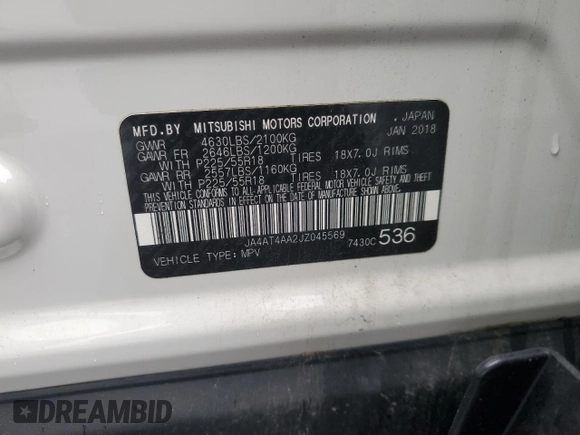 MFD.BY MITSUBISHI MOTORS CORPORATION , JAPAN
GVWR 4630LBS/2100KG JAN 2018
GAWR FR 2646LBS/1200KG
WITH P225/55R18 TIRES 18X7.0J RIMS
GAWR RR 2557LBS/1160KG
WITH P225/55R18 TIRES 18X7.0J RIMS
THIS VEHICLE CONFORMS TO ALL APPLICABLE FEDERAL MOTOR VEHICLE SAFETY AND
THEFT PREVENTION STANDARDS IN EFFECT ON THE DATE OF MANUFACTURE SHOWN ABOVE.
JA4AT4AA2JZ045569 7430C 536
VEHICLE TYPE: MPV
DREAMBID